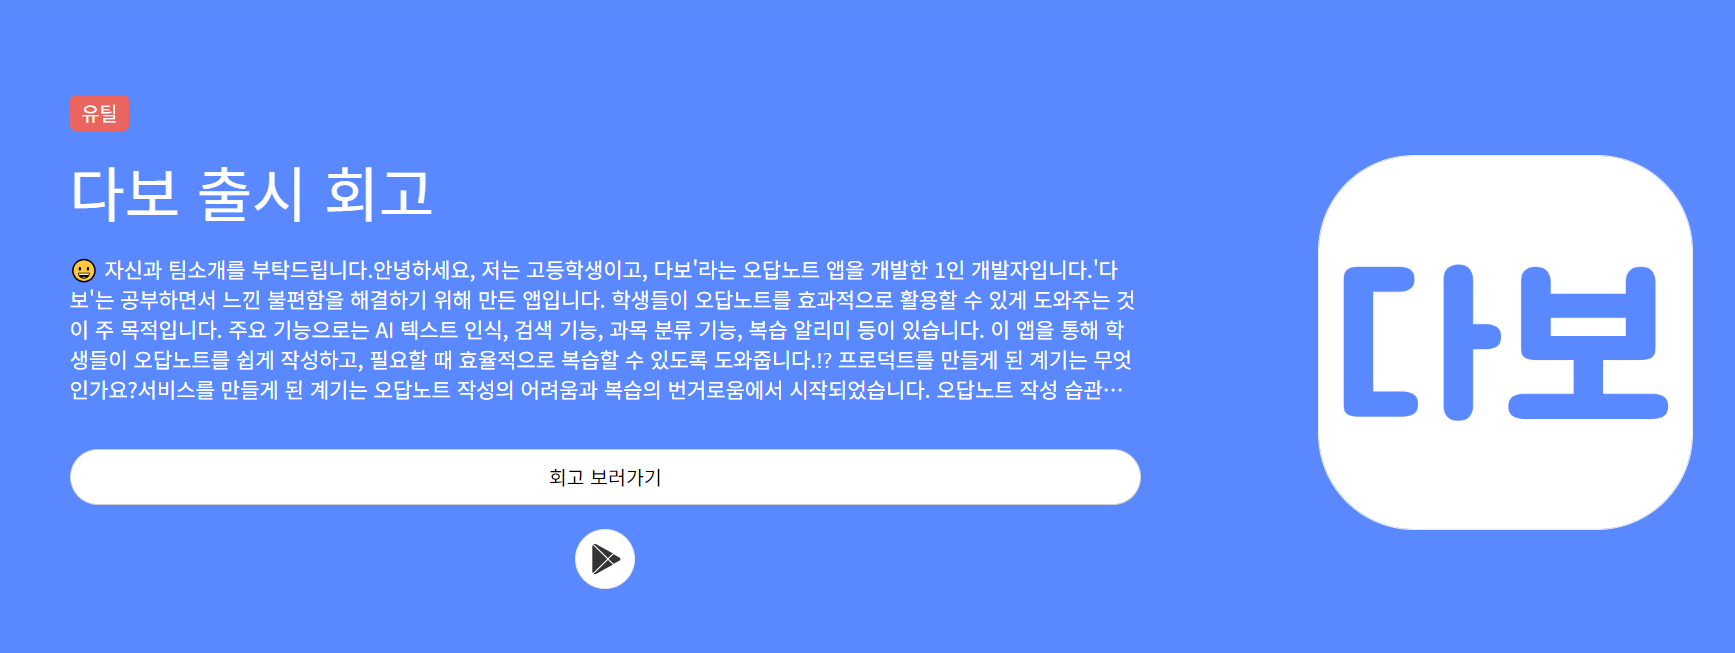 유틸
다보 출시 회고
😀 자신과 팀소개를 부탁드립니다.안녕하세요, 저는 고등학생이고, 다보'라는 오답노트 앱을 개발한 1인 개발자입니다.'다
보'는 공부하면서 느낀 불편함을 해결하기 위해 만든 앱입니다. 학생들이 오답노트를 효과적으로 활용할 수 있게 도와주는 것
이 주 목적입니다. 주요 기능으로는 AI 텍스트 인식, 검색 기능, 과목 분류 기능, 복습 알리미 등이 있습니다. 이 앱을 통해 학
생들이 오답노트를 쉽게 작성하고, 필요할 때 효율적으로 복습할 수 있도록 도와줍니다.!? 프로덕트를 만들게 된 계기는 무엇
인가요?서비스를 만들게 된 계기는 오답노트 작성의 어려움과 복습의 번거로움에서 시작되었습니다. 오답노트 작성 습관…
회고 보러가기
다보